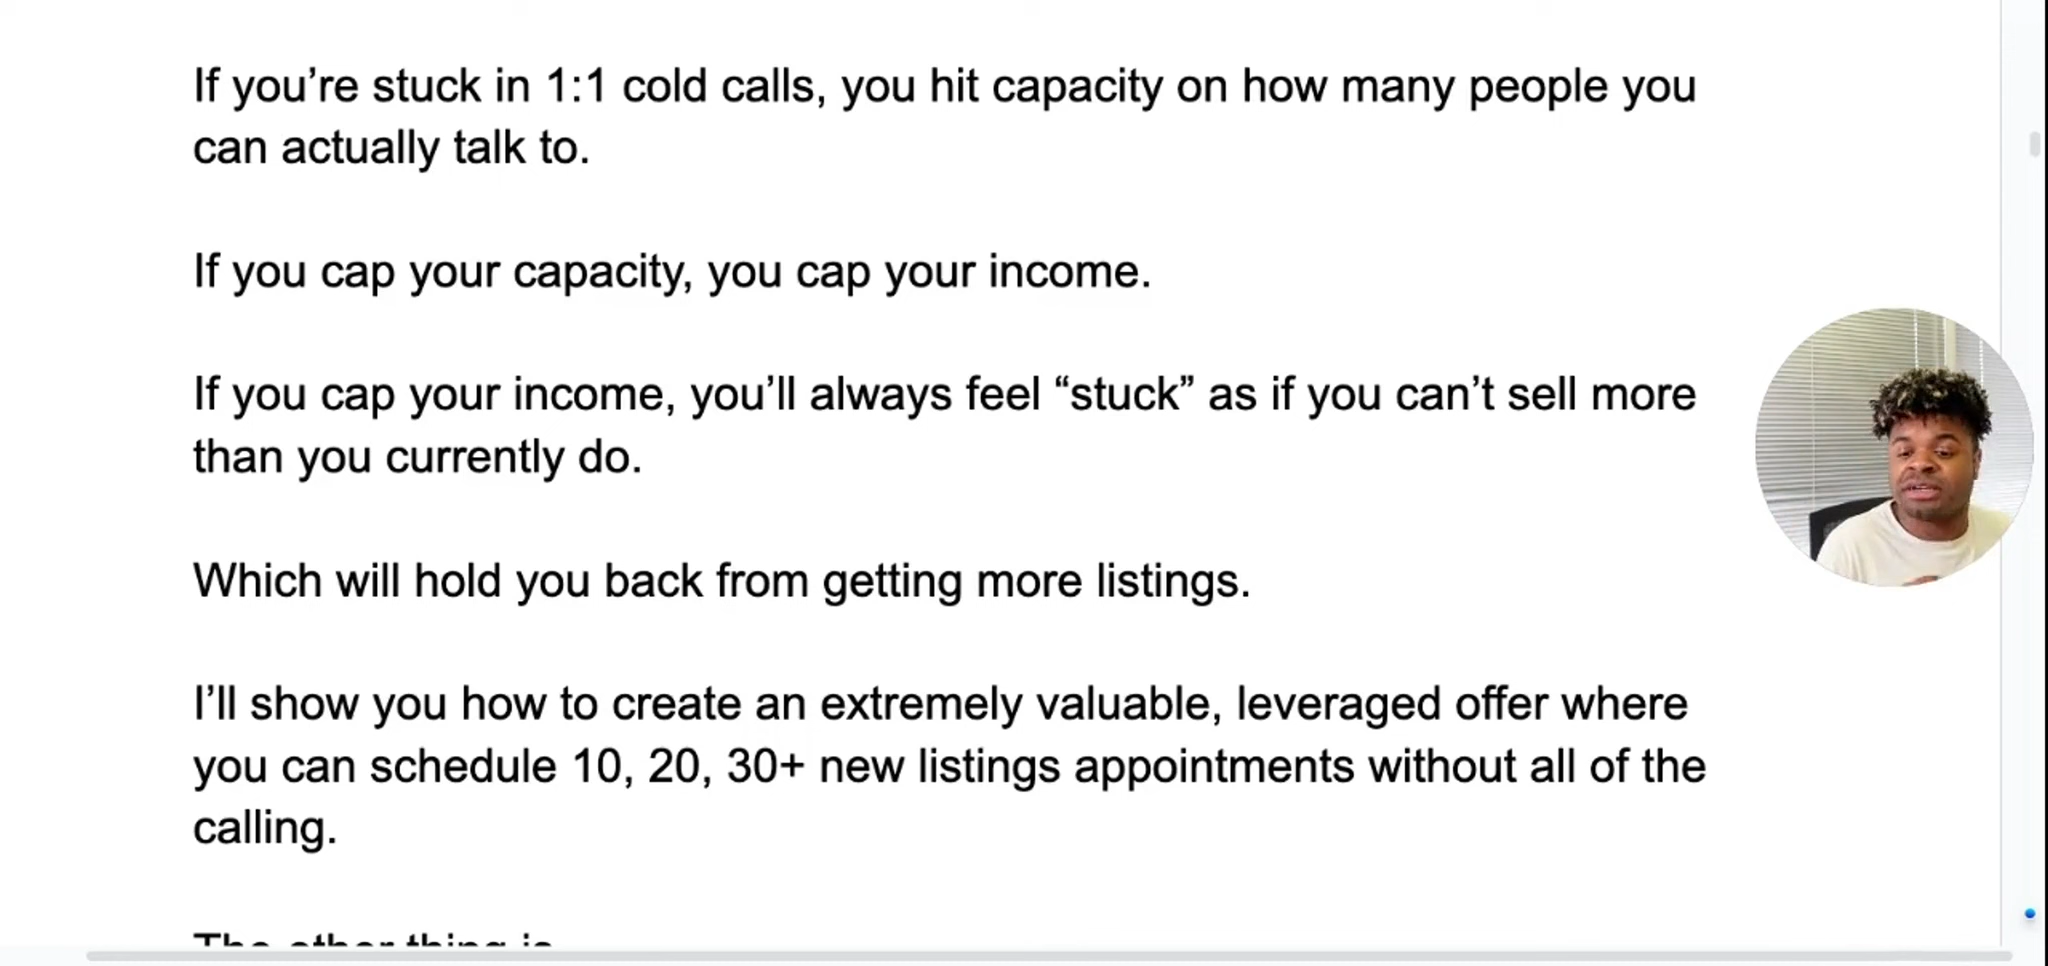 If you’re stuck in 1:1 cold calls, you hit capacity on how many people you
can actually talk to.
If you cap your capacity, you cap your income.
If you cap your income, you’ll always feel “stuck” as if you can’t sell more
than you currently do.
Which will hold you back from getting more listings.
I’ll show you how to create an extremely valuable, leveraged offer where
you can schedule 10, 20, 30+ new listings appointments without all of the
calling.
The other thing is